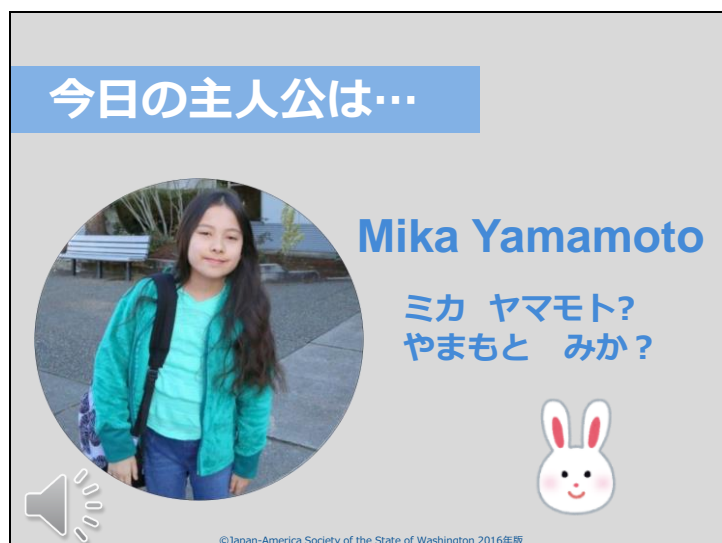 今日の主人公は…
Mika Yamamoto
ミカ ヤマモト?
やまもと みか？
©Japan-America Society of the State of Washington 2016年版